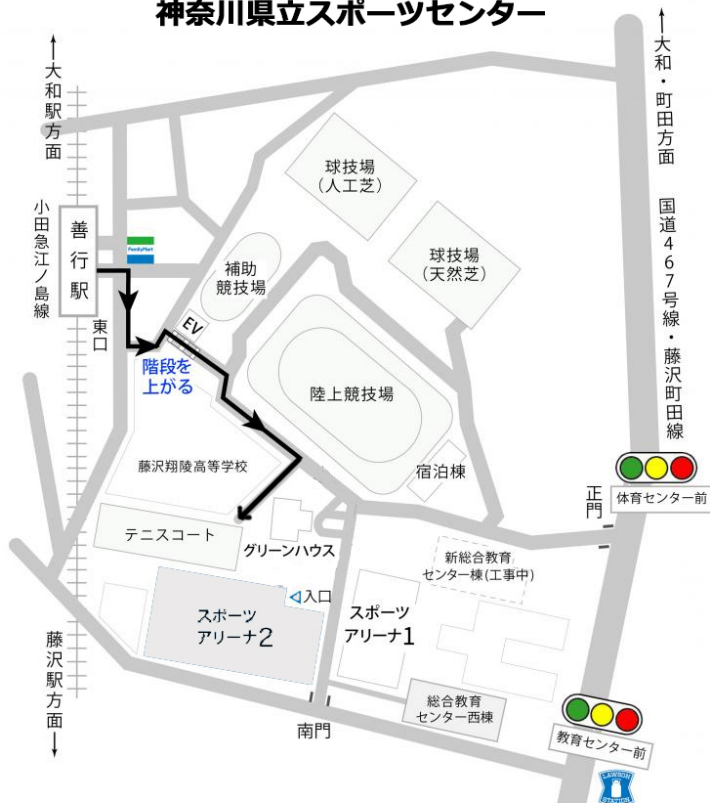 神奈川県立スポーツセンター
←大和駅方面
←大和・町田方面
国道467号線・藤沢町田線
小田急江ノ島線
善行駅
東口
FamilyMart
球技場
(人工芝)
球技場
(天然芝)
補助
競技場
EV
階段を
上がる
陸上競技場
宿泊棟
藤沢翔陵高等学校
テニスコート
グリーンハウス
正門
体育センター前
新総合教育
センター棟(工事中)
入口
スポーツ
アリーナ2
スポーツ
アリーナ1
総合教育
センター西棟
南門
藤沢駅方面→
教育センター前
LAWSON
STATION